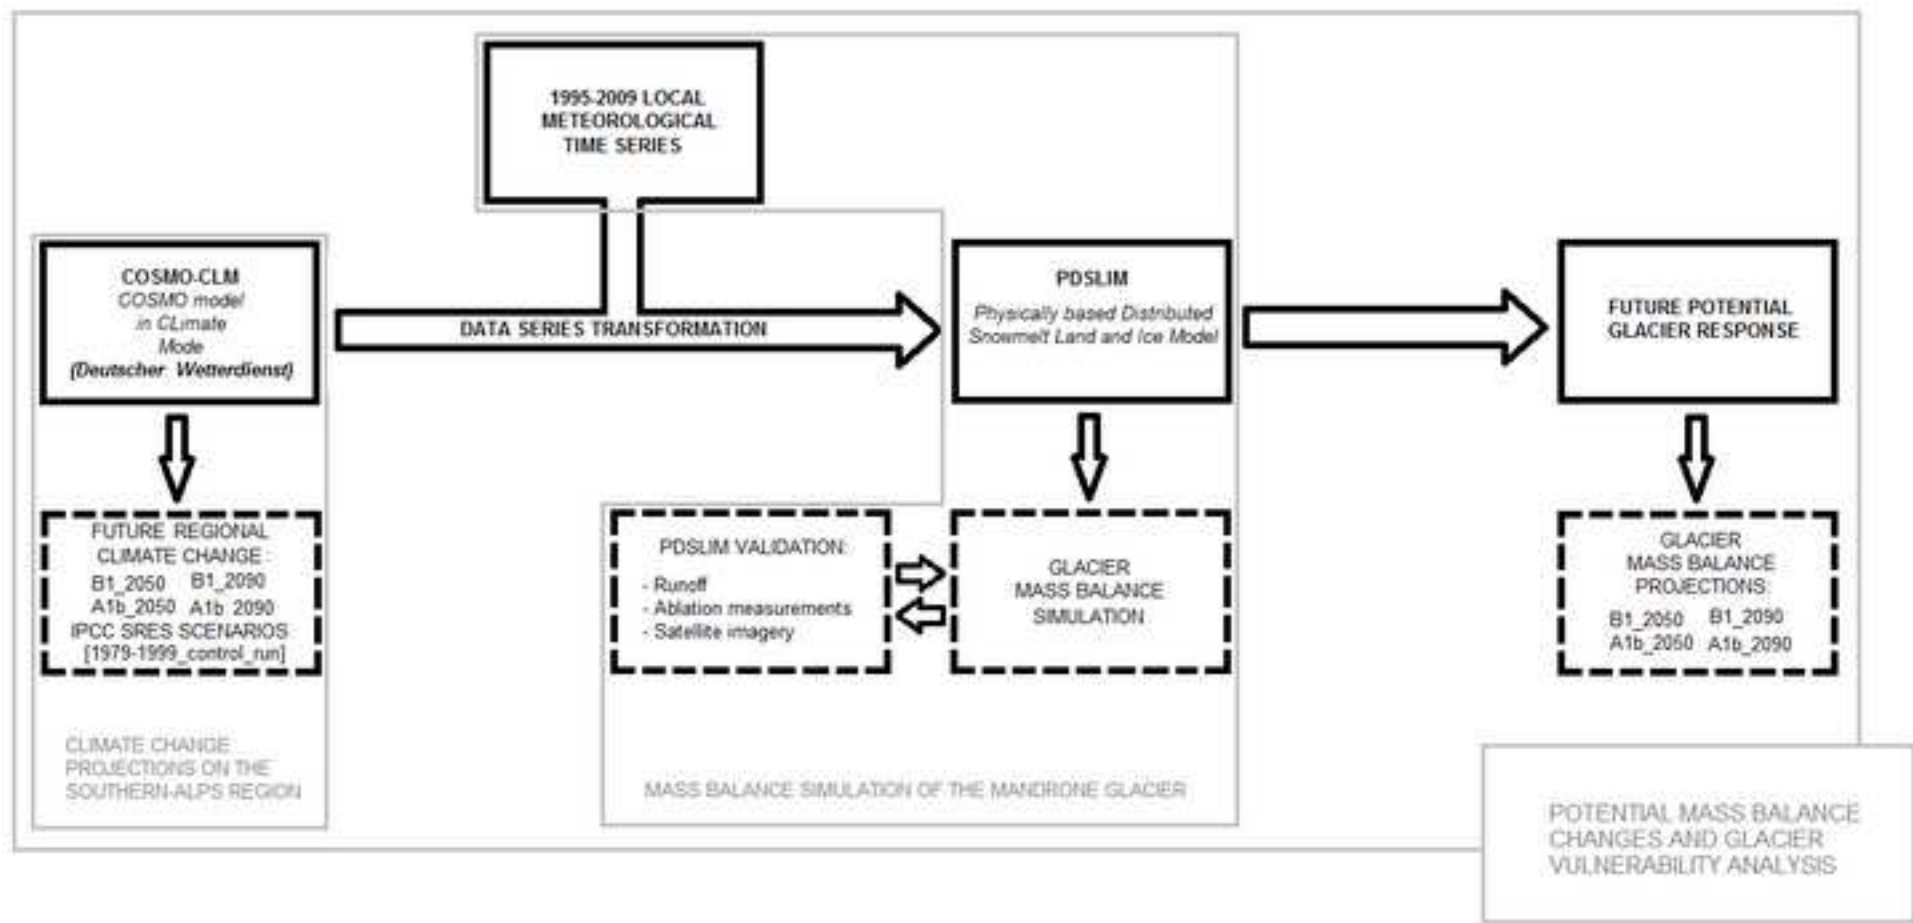 1995-2009 LOCAL
METEOROLOGICAL
TIME SERIES
COSMO-CLM
COSMO model
in CLimate
Mode
(Deutscher Wetterdienst)
DATA SERIES TRANSFORMATION
PDSLIM
Physically based Distributed
Snowmelt Land and Ice Model
FUTURE POTENTIAL
GLACIER RESPONSE
FUTURE REGIONAL
CLIMATE CHANGE :
B1_2050 B1_2090
A1b_2050 A1b_2090
IPCC SRES SCENARIOS
[1979-1999_control_run]
PDSLIM VALIDATION:
- Runoff
- Ablation measurements
- Satellite imagery
GLACIER
MASS BALANCE
SIMULATION
GLACIER
MASS BALANCE
PROJECTIONS:
B1_2050 B1_2090
A1b_2050 A1b_2090
CLIMATE CHANGE
PROJECTIONS ON THE
SOUTHERN-ALPS REGION
MASS BALANCE SIMULATION OF THE MANDRONE GLACIER
POTENTIAL MASS BALANCE
CHANGES AND GLACIER
VULNERABILITY ANALYSIS